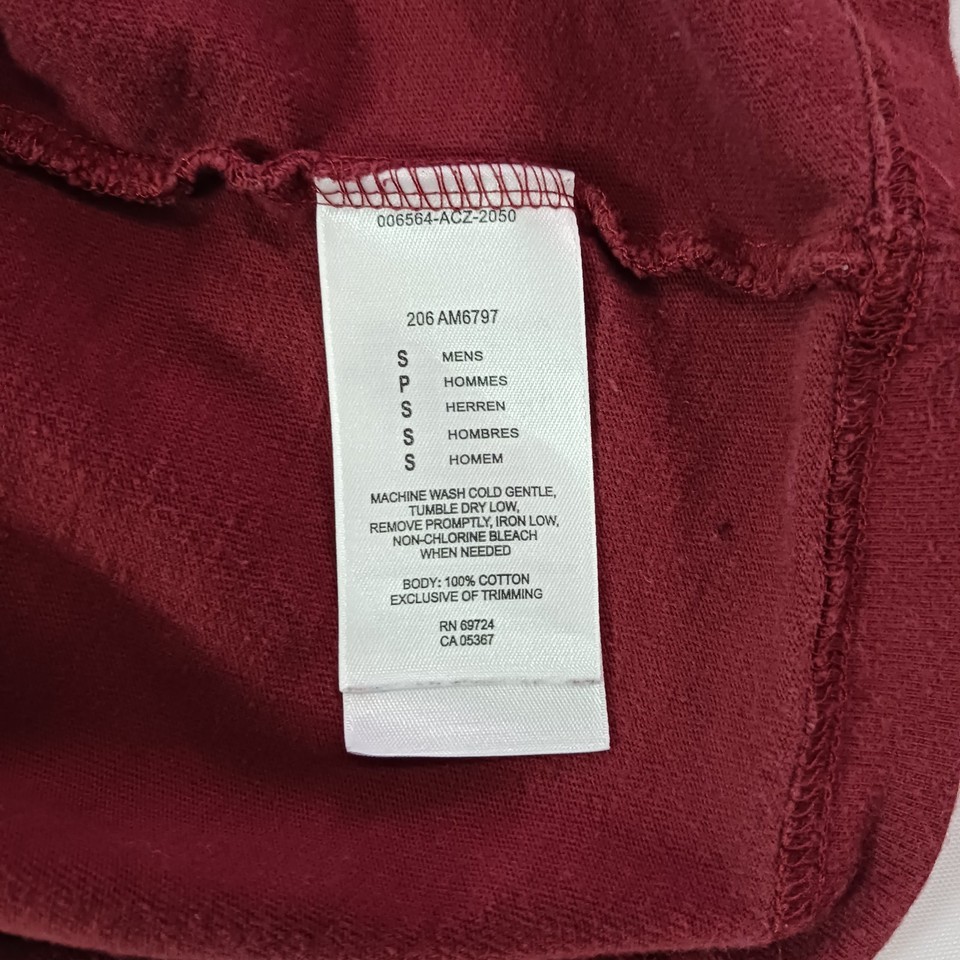 006564-ACZ-2050
206 AM6797
S MENS
P HOMMES
S HERREN
S HOMBRES
S HOMEM
MACHINE WASH COLD GENTLE,
TUMBLE DRY LOW,
REMOVE PROMPTLY, IRON LOW,
NON-CHLORINE BLEACH
WHEN NEEDED
BODY: 100% COTTON
EXCLUSIVE OF TRIMMING
RN 69724
CA 05367